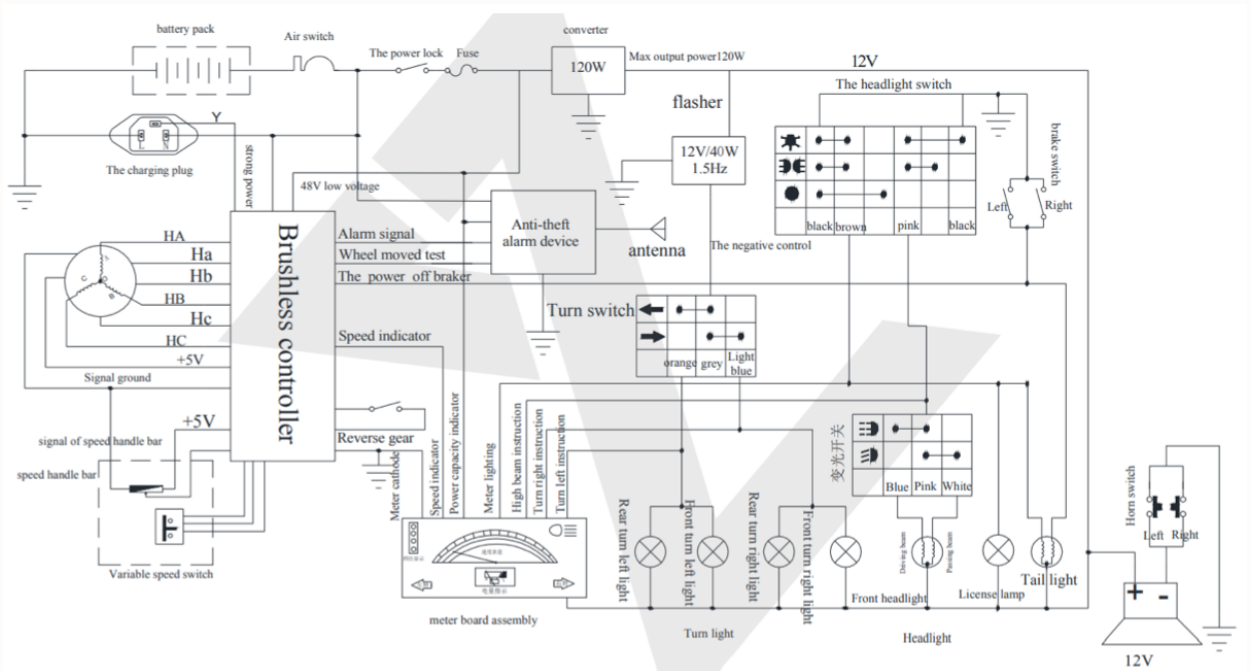 battery pack
Air switch
The power lock
Fuse
converter
120W
Max output power120W
12V
The headlight switch
flasher
12V/40W
1.5Hz
brake switch
Left
Right
Y
L
N
The charging plug
strong power
48V low voltage
black
brown
pink
black
The negative control
Anti-theft
alarm device
antenna
Brushless controller
HA
Ha
Hb
HB
Hc
HC
+5V
Signal ground
Alarm signal
Wheel moved test
The power off braker
Speed indicator
Turn switch
orange
grey
Light
blue
+5V
signal of speed handle bar
speed handle bar
Variable speed switch
Reverse gear
Meter cathode
Speed indicator
Power capacity indicator
Meter lighting
High beam instruction
Turn right instruction
Turn left instruction
变光开关
Blue
Pink
White
Horn switch
Left
Right
Rear turn left light
Front turn left light
Rear turn right light
Front turn right light
Driving beam
Passing beam
Front headlight
License lamp
Tail light
meter board assembly
Turn light
Headlight
+
-
12V